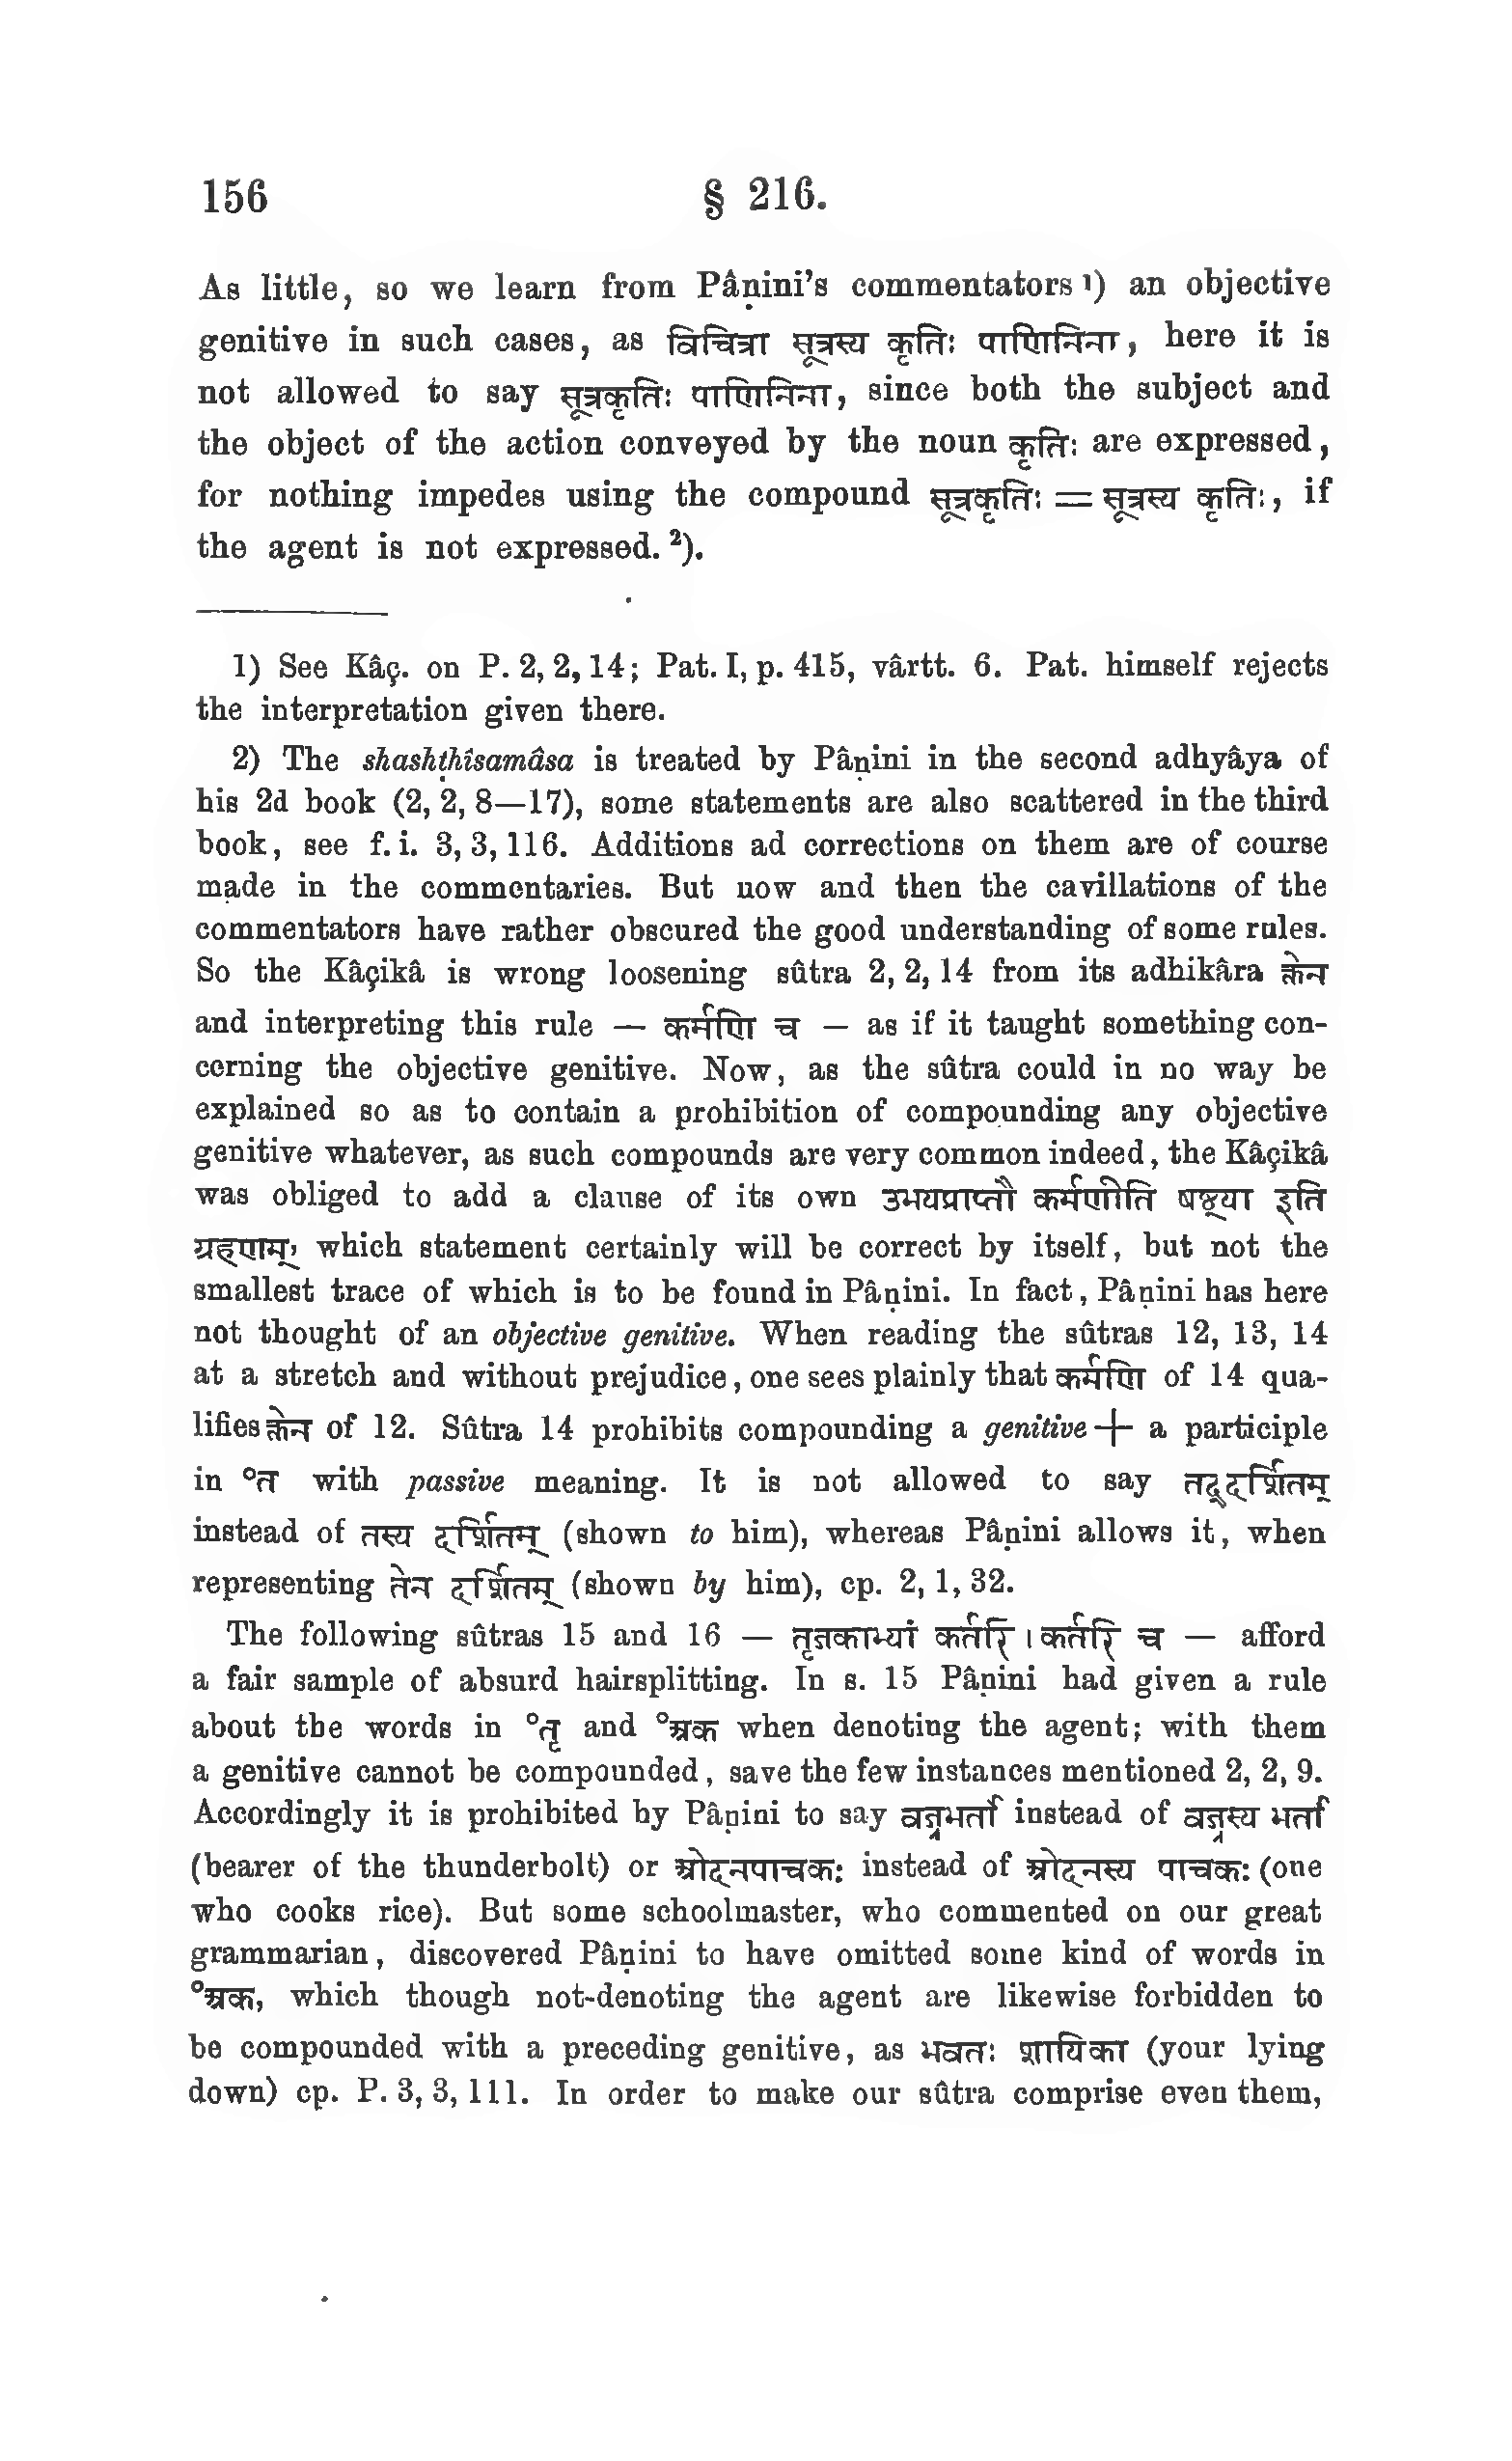 156 § 216.
As little, so we learn from Pâṇini's commentators ¹) an objective
genitive in such cases, as विचित्रा सूत्रस्य कृतिः पाणिनिना, here it is
not allowed to say सूत्रकृतिः पाणिनिना, since both the subject and
the object of the action conveyed by the noun कृतिः are expressed,
for nothing impedes using the compound सूत्रकृतिः = सूत्रस्य कृतिः, if
the agent is not expressed. ²).
1) See Kâç. on P. 2, 2, 14; Pat. I, p. 415, vârtt. 6. Pat. himself rejects
the interpretation given there.
2) The shashṭhîsamâsa is treated by Pâṇini in the second adhyâya of
his 2d book (2, 2, 8—17), some statements are also scattered in the third
book, see f. i. 3, 3, 116. Additions ad corrections on them are of course
made in the commentaries. But now and then the cavillations of the
commentators have rather obscured the good understanding of some rules.
So the Kâçikâ is wrong loosening sûtra 2, 2, 14 from its adhikâra क्तेन
and interpreting this rule — कर्मणि च — as if it taught something con-
cerning the objective genitive. Now, as the sûtra could in no way be
explained so as to contain a prohibition of compounding any objective
genitive whatever, as such compounds are very common indeed, the Kâçikâ
was obliged to add a clause of its own उभयप्राप्तौ कर्मणीति षष्ठ्या इति
ग्रहणम्, which statement certainly will be correct by itself, but not the
smallest trace of which is to be found in Pâṇini. In fact, Pâṇini has here
not thought of an objective genitive. When reading the sûtras 12, 13, 14
at a stretch and without prejudice, one sees plainly that कर्मणि of 14 qua-
lifies क्तेन of 12. Sûtra 14 prohibits compounding a genitive + a participle
in °त with passive meaning. It is not allowed to say तद्दर्शितम्
instead of तस्य दर्शितम् (shown to him), whereas Pâṇini allows it, when
representing तेन दर्शितम् (shown by him), cp. 2, 1, 32.
The following sûtras 15 and 16 — तृजकाभ्यां कर्तरि । कर्तरि च — afford
a fair sample of absurd hairsplitting. In s. 15 Pâṇini had given a rule
about the words in °तृ and °अक when denoting the agent; with them
a genitive cannot be compounded, save the few instances mentioned 2, 2, 9.
Accordingly it is prohibited by Pâṇini to say वज्रभर्ता instead of वज्रस्य भर्ता
(bearer of the thunderbolt) or ओदनपाचकः instead of ओदनस्य पाचकः (one
who cooks rice). But some schoolmaster, who commented on our great
grammarian, discovered Pâṇini to have omitted some kind of words in
°अक, which though not-denoting the agent are likewise forbidden to
be compounded with a preceding genitive, as भवतः शायिका (your lying
down) cp. P. 3, 3, 111. In order to make our sûtra comprise even them,